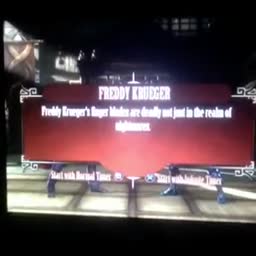 FREDDY KRUEGER
Freddy Krueger's finger blades are deadly not just in the realm of
nightmares.
Start with Normal Timer
Start with Infinite Timer